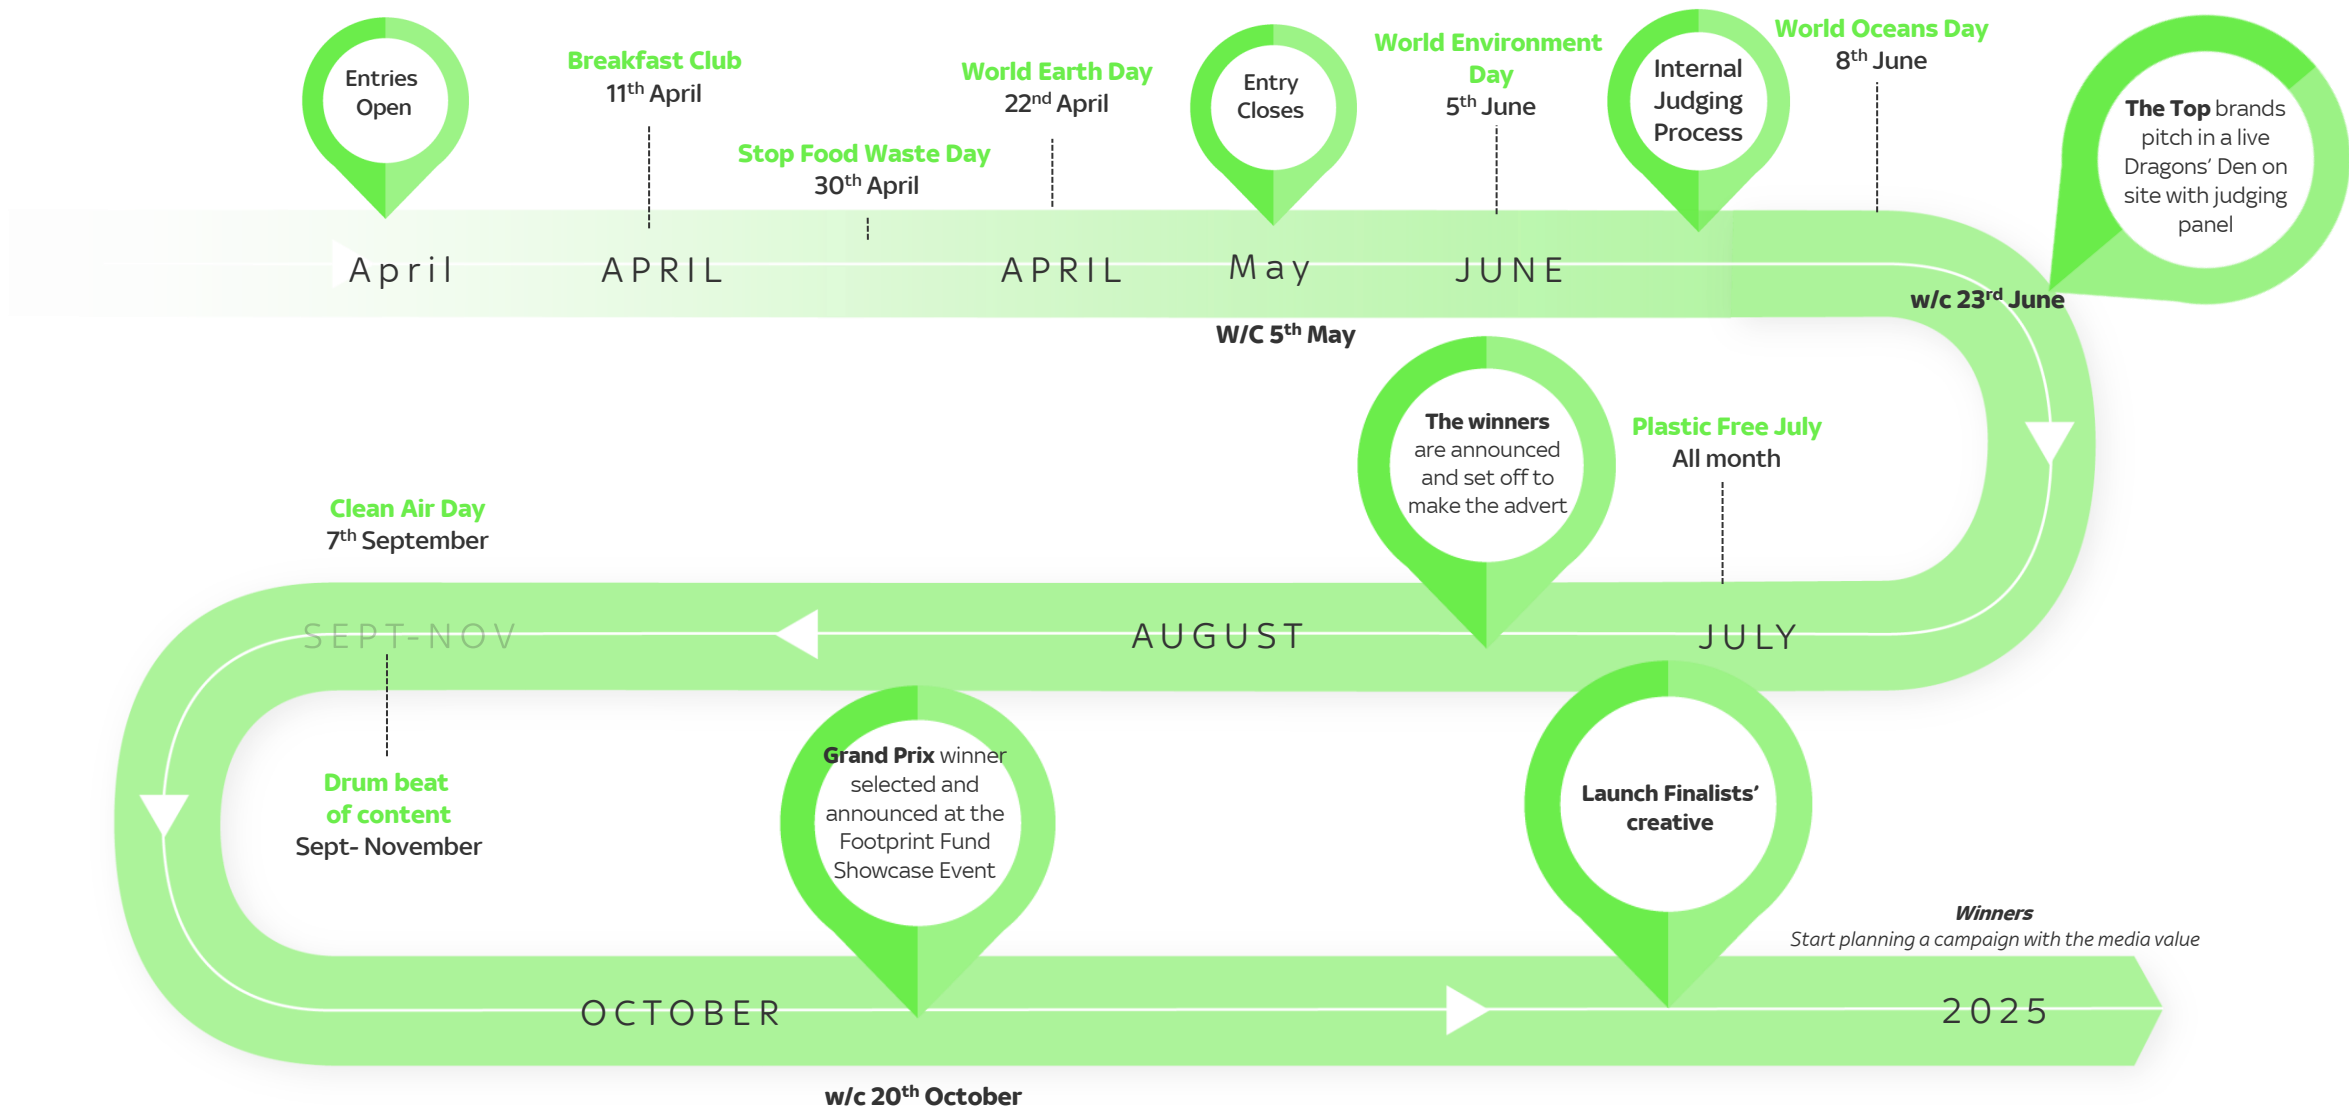 Entries
Open
Breakfast Club
11th April
Stop Food Waste Day
30th April
World Earth Day
22nd April
Entry
Closes
World Environment
Day
5th June
Internal
Judging
Process
World Oceans Day
8th June
The Top brands
pitch in a live
Dragons’ Den on
site with judging
panel
April
APRIL
APRIL
May
JUNE
w/c 23rd June
W/C 5th May
The winners
are announced
and set off to
make the advert
Plastic Free July
All month
Clean Air Day
7th September
SEPT-NOV
AUGUST
JULY
Drum beat
of content
Sept- November
Grand Prix winner
selected and
announced at the
Footprint Fund
Showcase Event
Launch Finalists’
creative
Winners
Start planning a campaign with the media value
OCTOBER
2025
w/c 20th October